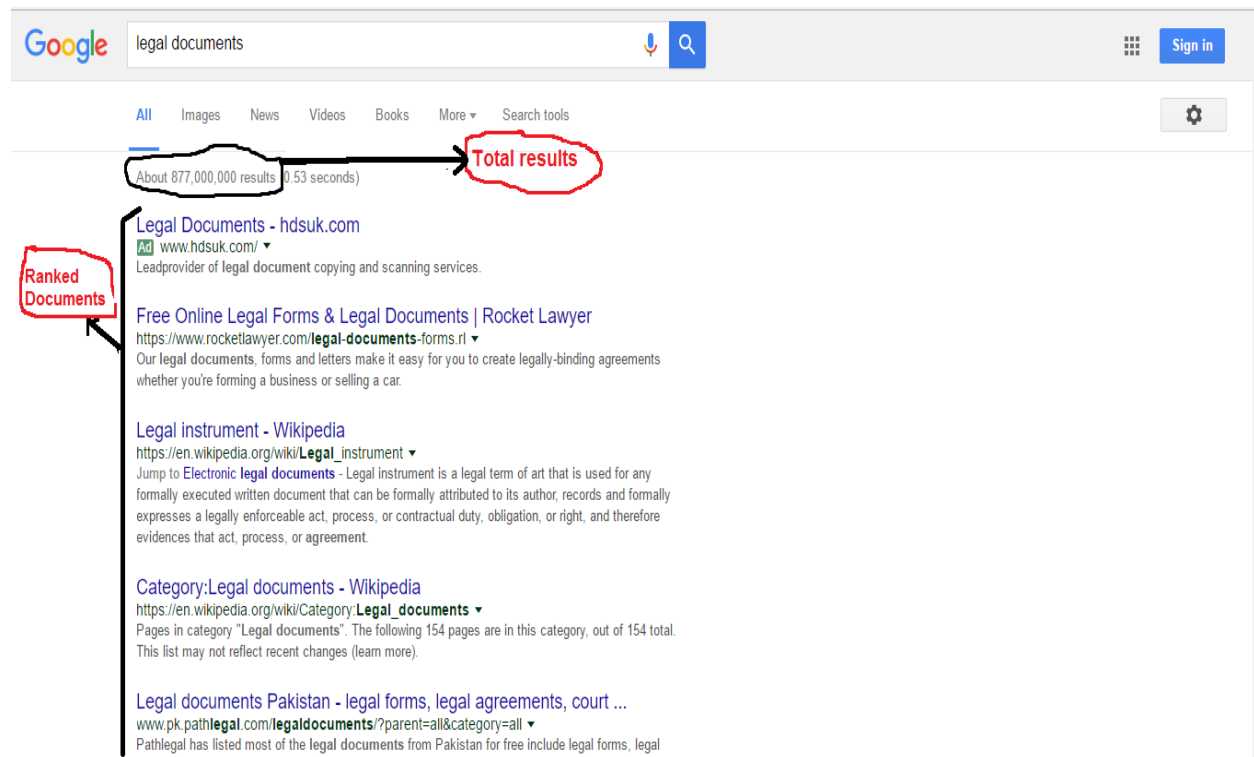 Google
legal documents
Sign in
All Images News Videos Books More Search tools
Total results
About 877,000,000 results 0.53 seconds)
Legal Documents - hdsuk.com
Ad www.hdsuk.com/
Leadprovider of legal document copying and scanning services.
Ranked
Documents
Free Online Legal Forms & Legal Documents | Rocket Lawyer
https://www.rocketlawyer.com/legal-documents-forms.rl
Our legal documents, forms and letters make it easy for you to create legally-binding agreements
whether you're forming a business or selling a car.
Legal instrument - Wikipedia
https://en.wikipedia.org/wiki/Legal_instrument
Jump to Electronic legal documents - Legal instrument is a legal term of art that is used for any
formally executed written document that can be formally attributed to its author, records and formally
expresses a legally enforceable act, process, or contractual duty, obligation, or right, and therefore
evidences that act, process, or agreement.
Category:Legal documents - Wikipedia
https://en.wikipedia.org/wiki/Category:Legal_documents
Pages in category "Legal documents". The following 154 pages are in this category, out of 154 total.
This list may not reflect recent changes (learn more).
Legal documents Pakistan - legal forms, legal agreements, court ...
www.pk.pathlegal.com/legaldocuments/?parent=all&category=all
Pathlegal has listed most of the legal documents from Pakistan for free include legal forms, legal